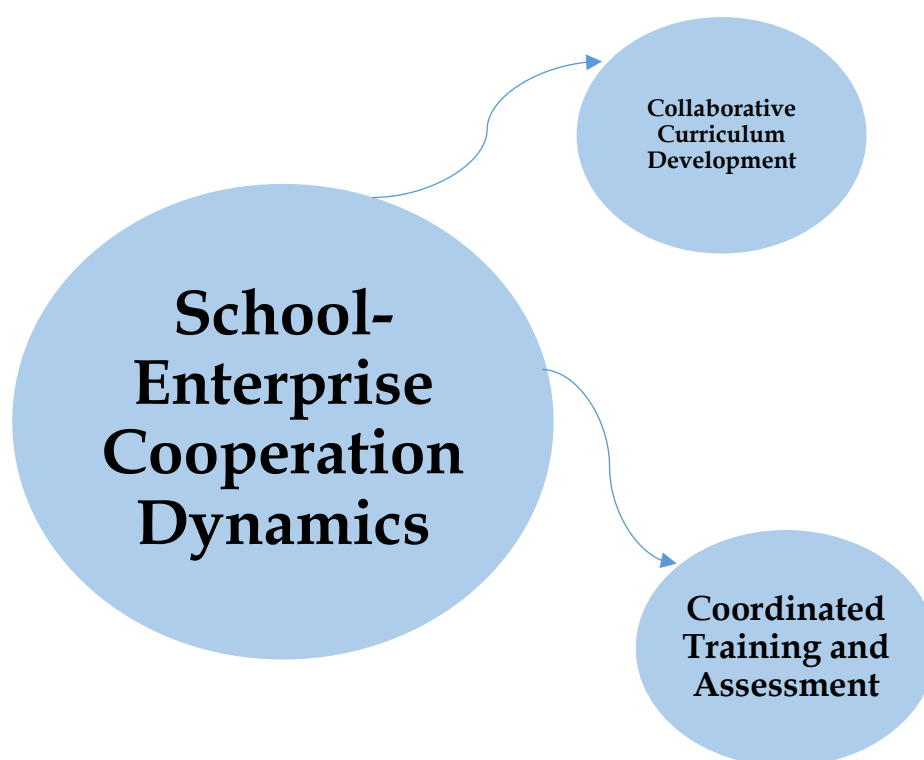 Collaborative
Curriculum
Development
School-
Enterprise
Cooperation
Dynamics
Coordinated
Training and
Assessment